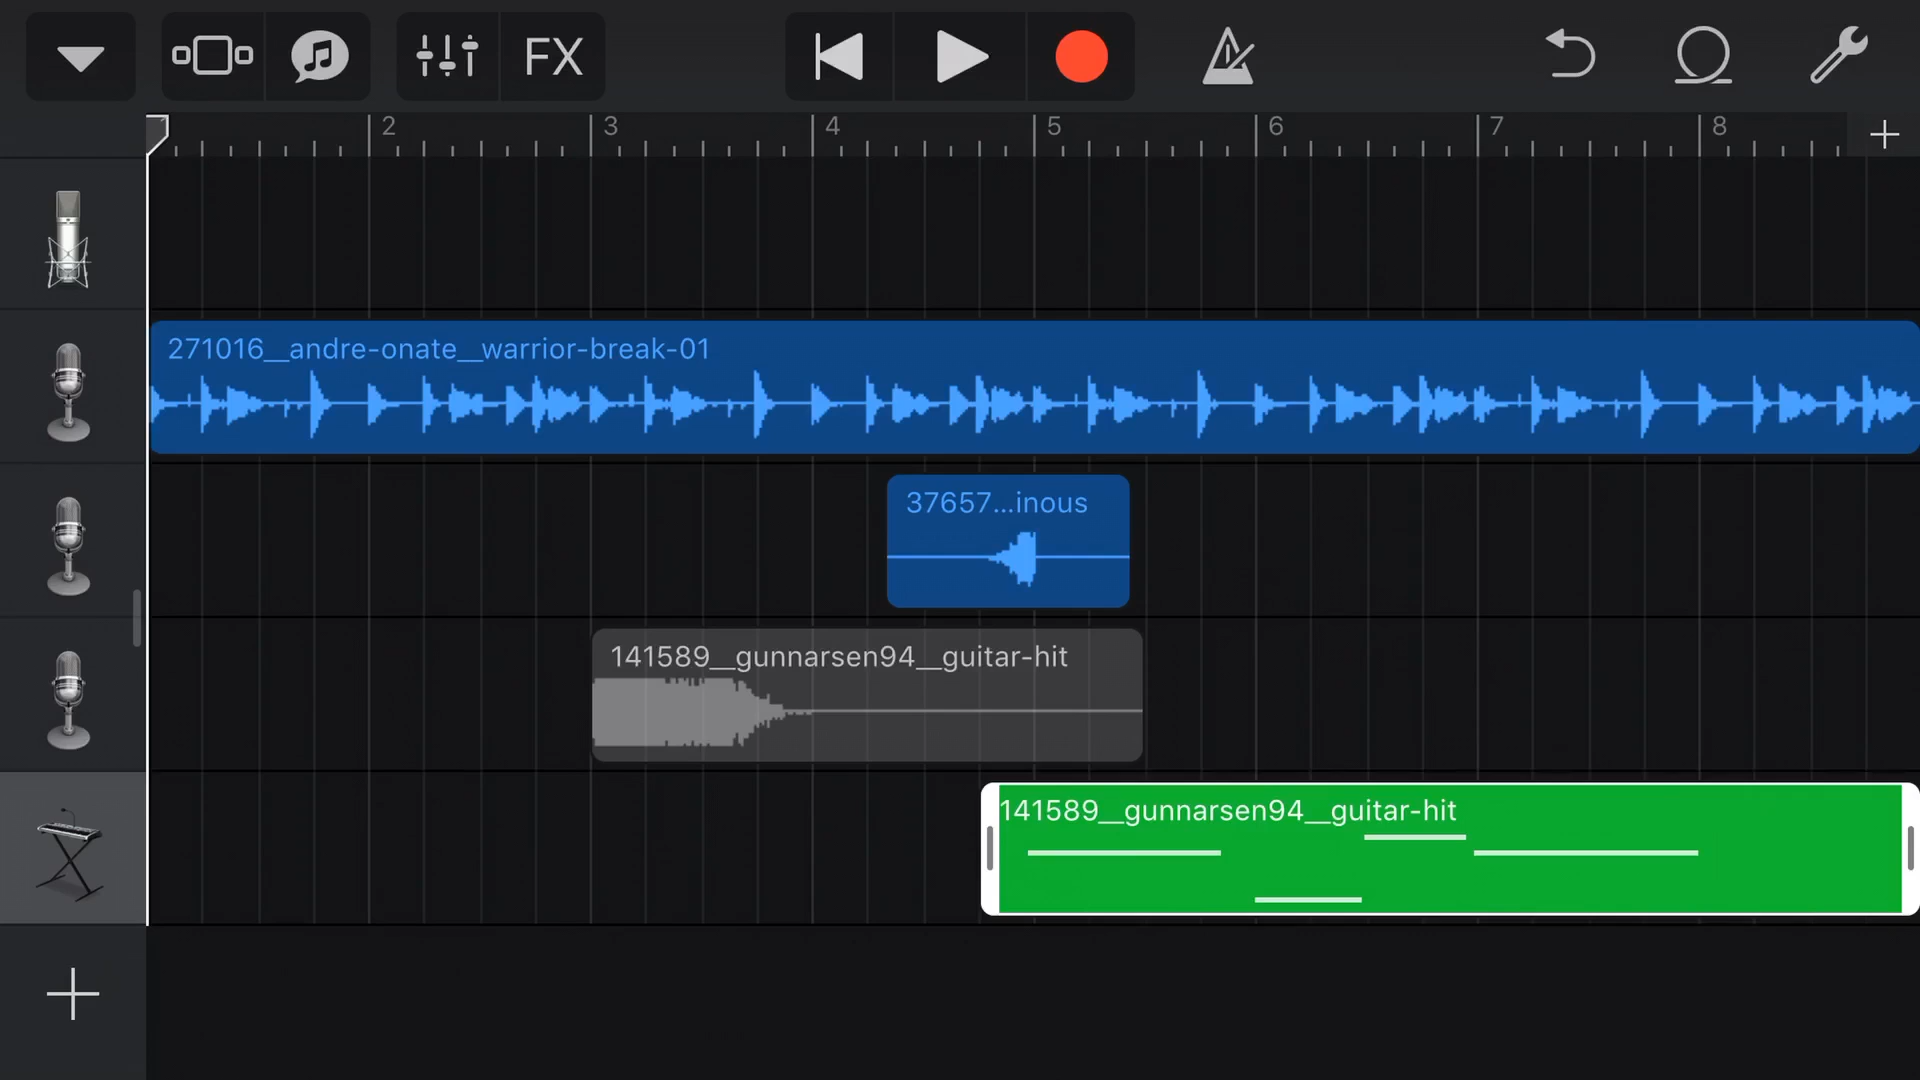 FX
2 3 4 5 6 7 8
271016__andre-onate__warrior-break-01
37657...inous
141589__gunnarsen94__guitar-hit
141589__gunnarsen94__guitar-hit